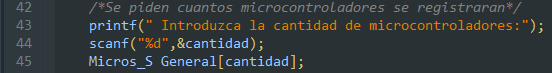 42 /*Se piden cuantos microcontroladores se registraran*/
43 printf(" Introduzca la cantidad de microcontroladores:");
44 scanf("%d",&cantidad);
45 Micros_S General[cantidad];